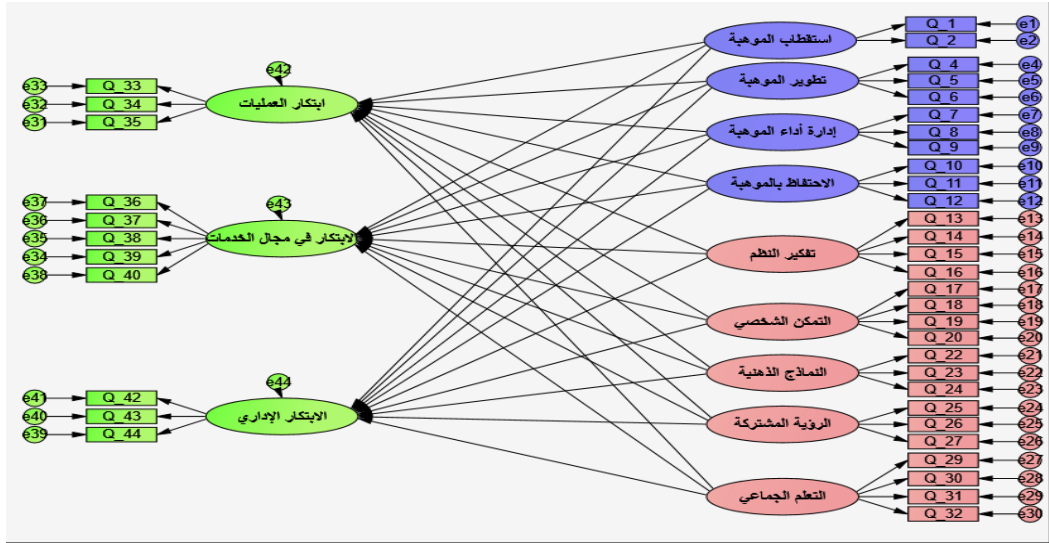 استقطاب الموهبة
Q_1 e1
Q_2 e2
تطوير الموهبة
Q_4 e4
Q_5 e5
Q_6 e6
إدارة أداء الموهبة
Q_7 e7
Q_8 e8
Q_9 e9
الاحتفاظ بالموهبة
Q_10 e10
Q_11 e11
Q_12 e12
تفكير النظم
Q_13 e13
Q_14 e14
Q_15 e15
Q_16 e16
التمكن الشخصي
Q_17 e17
Q_18 e18
Q_19 e19
Q_20 e20
النماذج الذهنية
Q_22 e21
Q_23 e22
Q_24 e23
الرؤية المشتركة
Q_25 e24
Q_26 e25
Q_27 e26
التعلم الجماعي
Q_29 e27
Q_30 e28
Q_31 e29
Q_32 e30
e42
ابتكار العمليات
e33 Q_33
e32 Q_34
e31 Q_35
e43
الابتكار في مجال الخدمات
e37 Q_36
e36 Q_37
e35 Q_38
e34 Q_39
e38 Q_40
e44
الابتكار الإداري
e41 Q_42
e40 Q_43
e39 Q_44